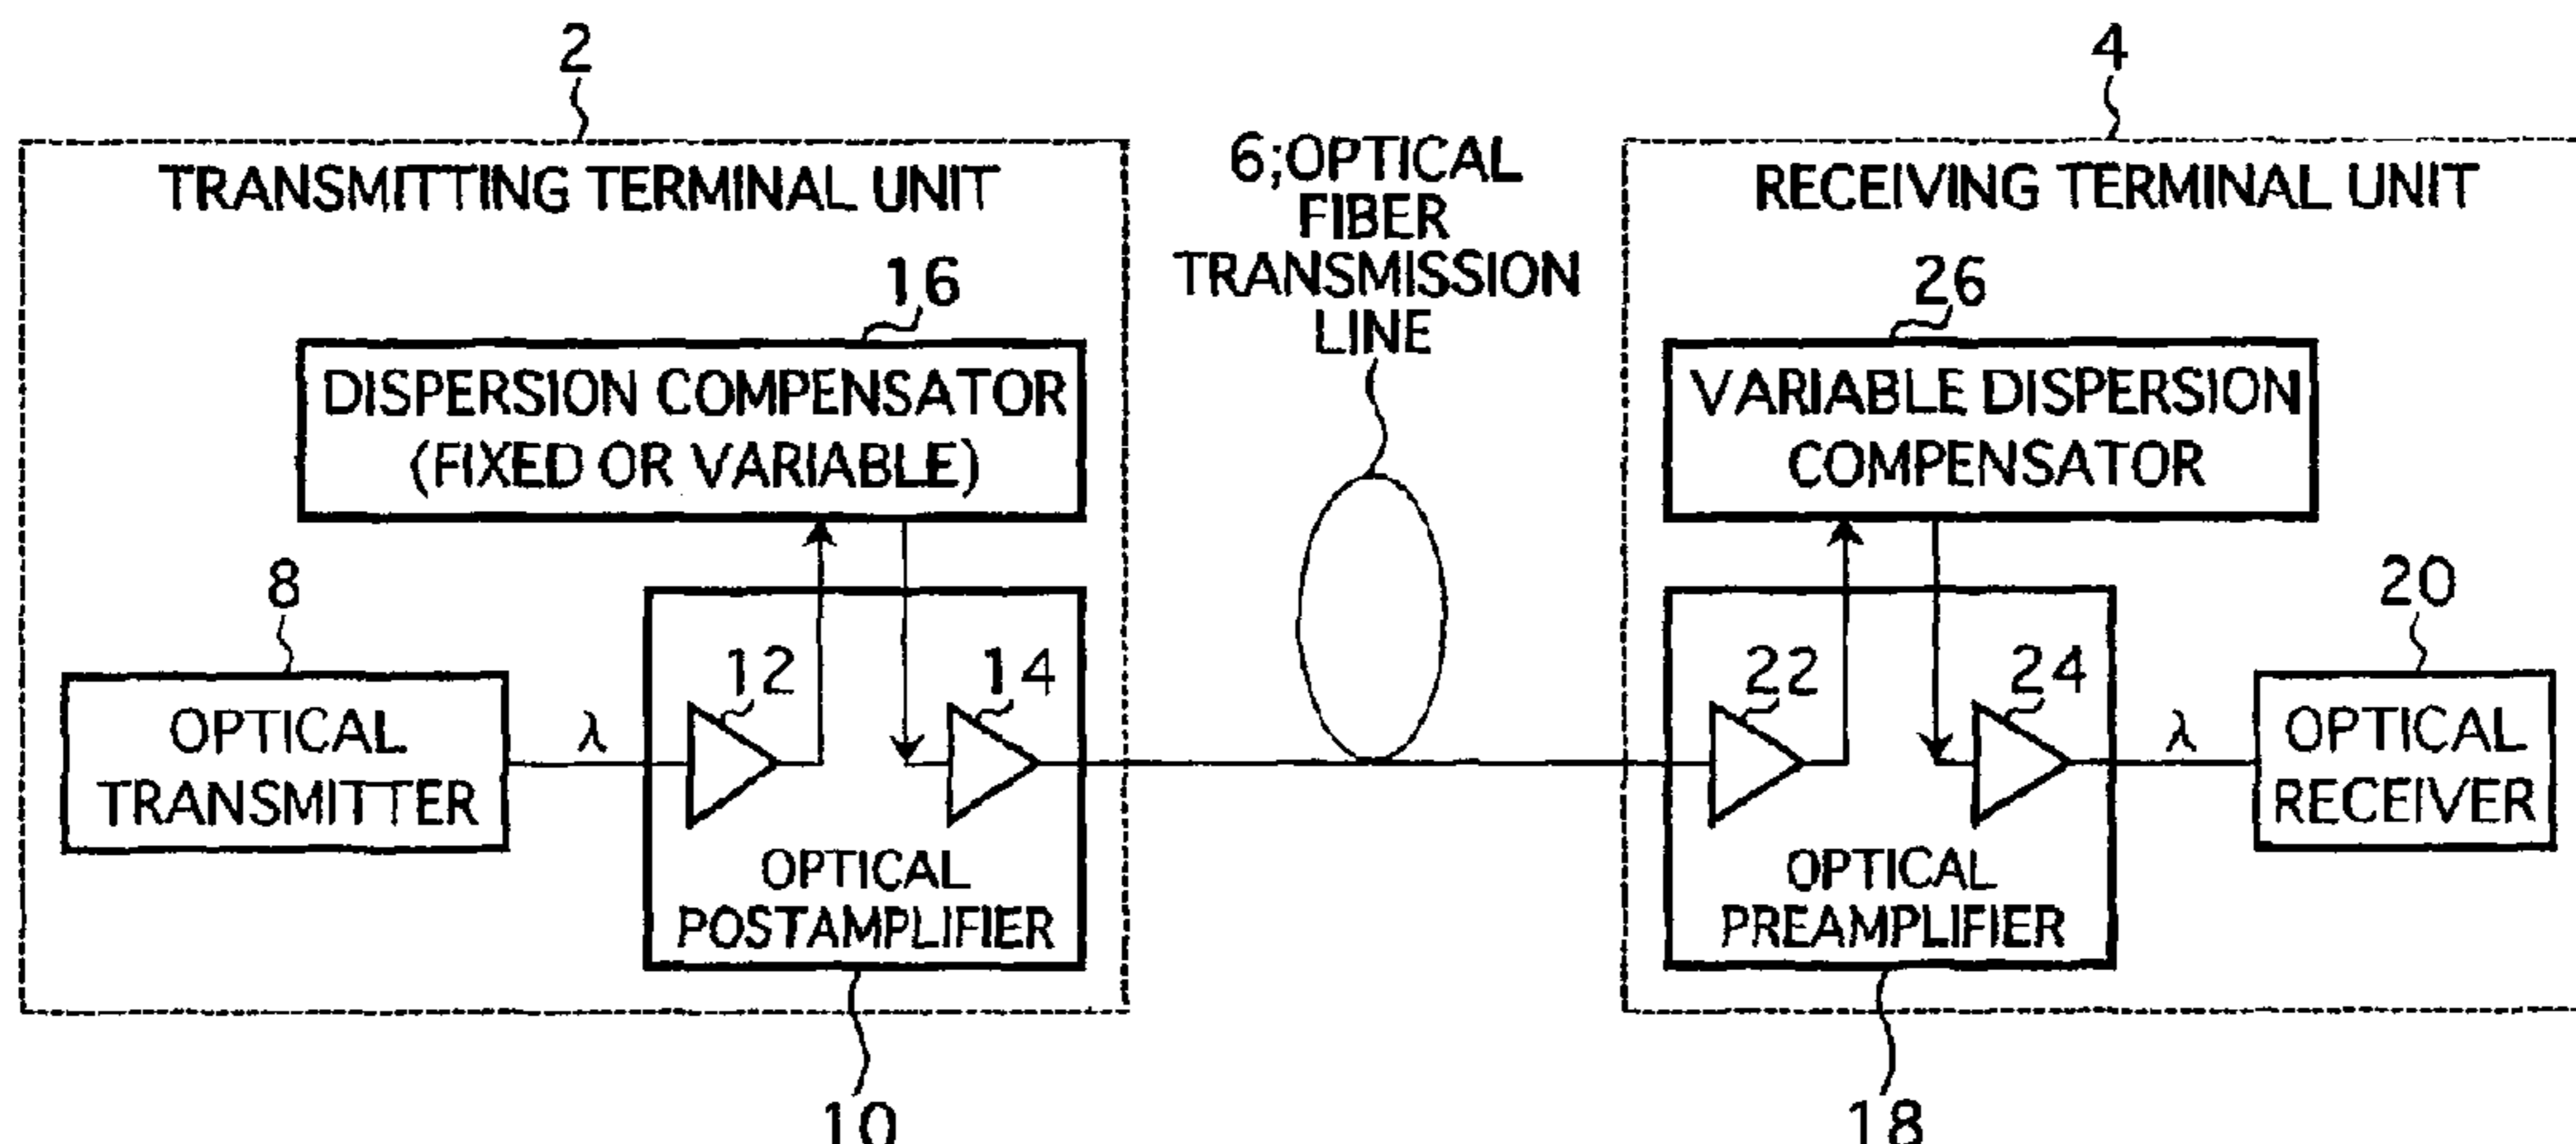 2
4
TRANSMITTING TERMINAL UNIT
6;OPTICAL
FIBER
TRANSMISSION
LINE
RECEIVING TERMINAL UNIT
16
DISPERSION COMPENSATOR
(FIXED OR VARIABLE)
26
VARIABLE DISPERSION
COMPENSATOR
8
OPTICAL
TRANSMITTER
λ
12
14
OPTICAL
POSTAMPLIFIER
10
22
24
OPTICAL
PREAMPLIFIER
18
λ
20
OPTICAL
RECEIVER